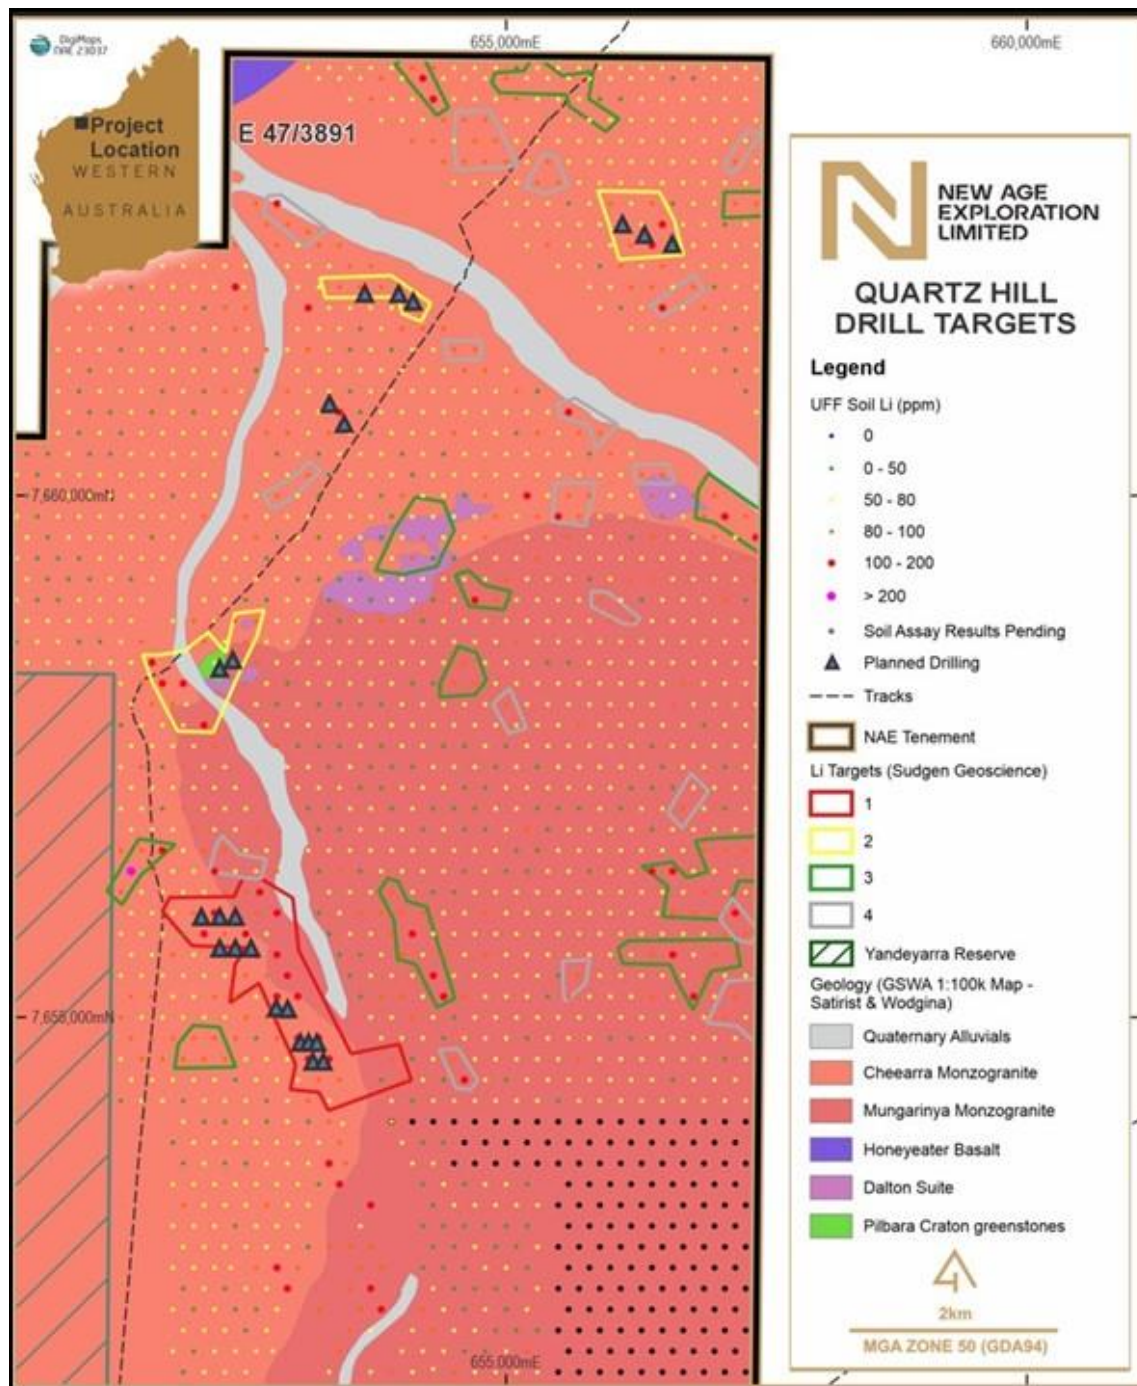 DigiMaps
NAE 23037
655,000mE
660,000mE
Project
Location
WESTERN
AUSTRALIA
E 47/3891
7,660,000mN
7,655,000mN
655,000mE
N
NEW AGE
EXPLORATION
LIMITED
QUARTZ HILL
DRILL TARGETS
Legend
UFF Soil Li (ppm)
0
0 - 50
50 - 80
80 - 100
100 - 200
> 200
Soil Assay Results Pending
Planned Drilling
Tracks
NAE Tenement
Li Targets (Sudgen Geoscience)
1
2
3
4
Yandeyarra Reserve
Geology (GSWA 1:100k Map -
Satirist & Wodgina)
Quaternary Alluvials
Cheearra Monzogranite
Mungarinya Monzogranite
Honeyeater Basalt
Dalton Suite
Pilbara Craton greenstones
2km
MGA ZONE 50 (GDA94)